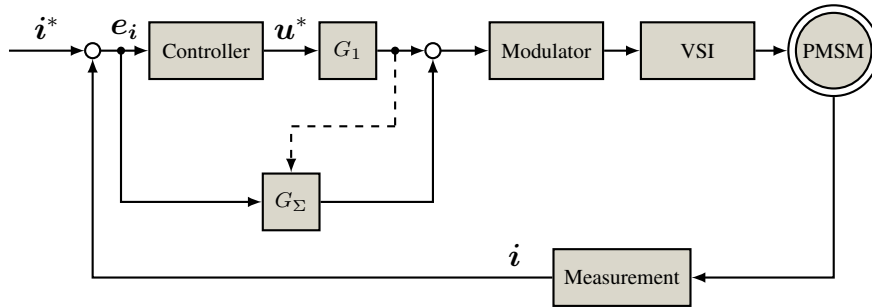 i* e_i Controller u* G_1 Modulator VSI PMSM
G_Σ
i Measurement